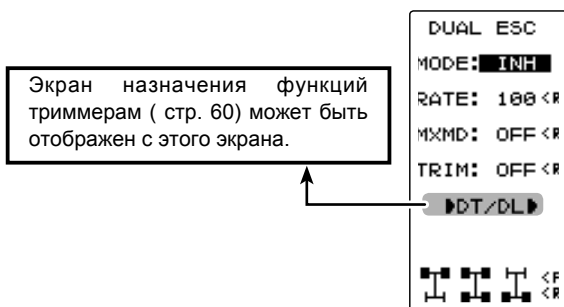 Экран назначения функций
триммерам ( стр. 60) может быть
отображен с этого экрана.
DUAL ESC
MODE: INH
RATE: 100<R
MXMD: OFF<R
TRIM: OFF<R
DT/DL
<F
<R